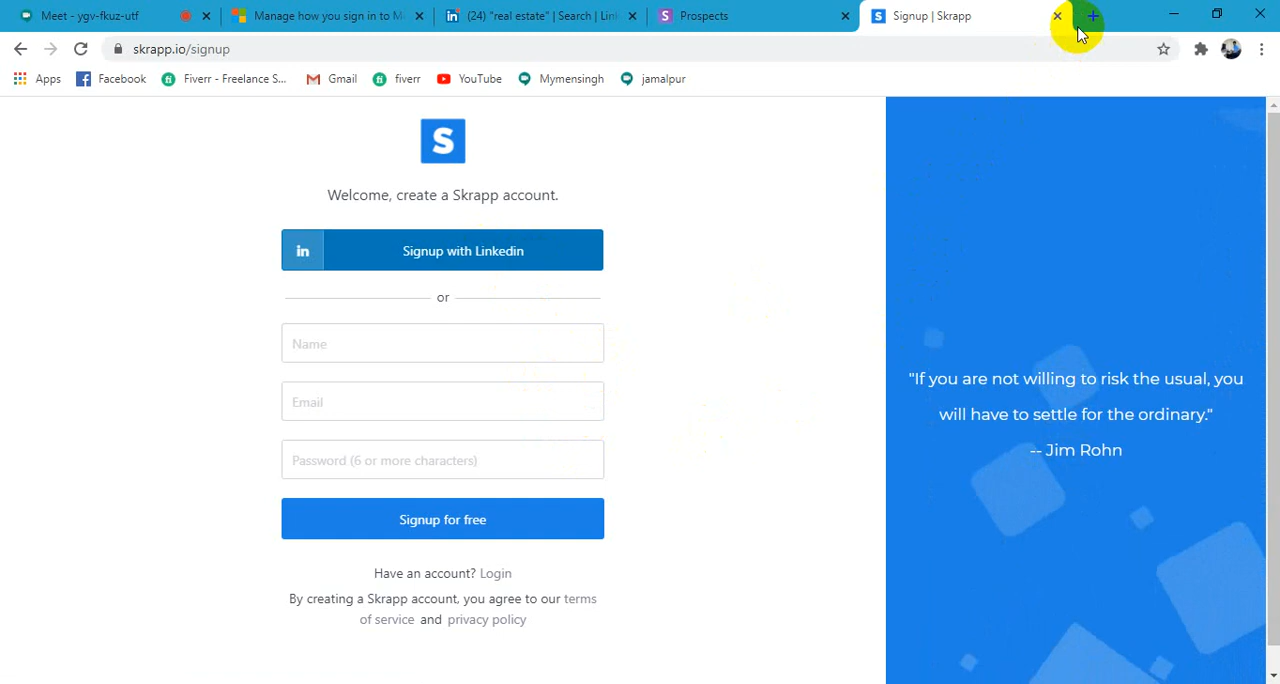 Meet - ygv-fkuz-utf
Manage how you sign in to M
(24) "real estate" | Search | Link
S Prospects
S Signup | Skrapp
skrapp.io/signup
Apps
Facebook
fi Fiverr - Freelance S...
Gmail
fi fiverr
YouTube
Mymensingh
jamalpur
S
Welcome, create a Skrapp account.
in Signup with Linkedin
or
Name
Email
Password (6 or more characters)
Signup for free
Have an account? Login
By creating a Skrapp account, you agree to our terms
of service and privacy policy
"If you are not willing to risk the usual, you
will have to settle for the ordinary."
-- Jim Rohn